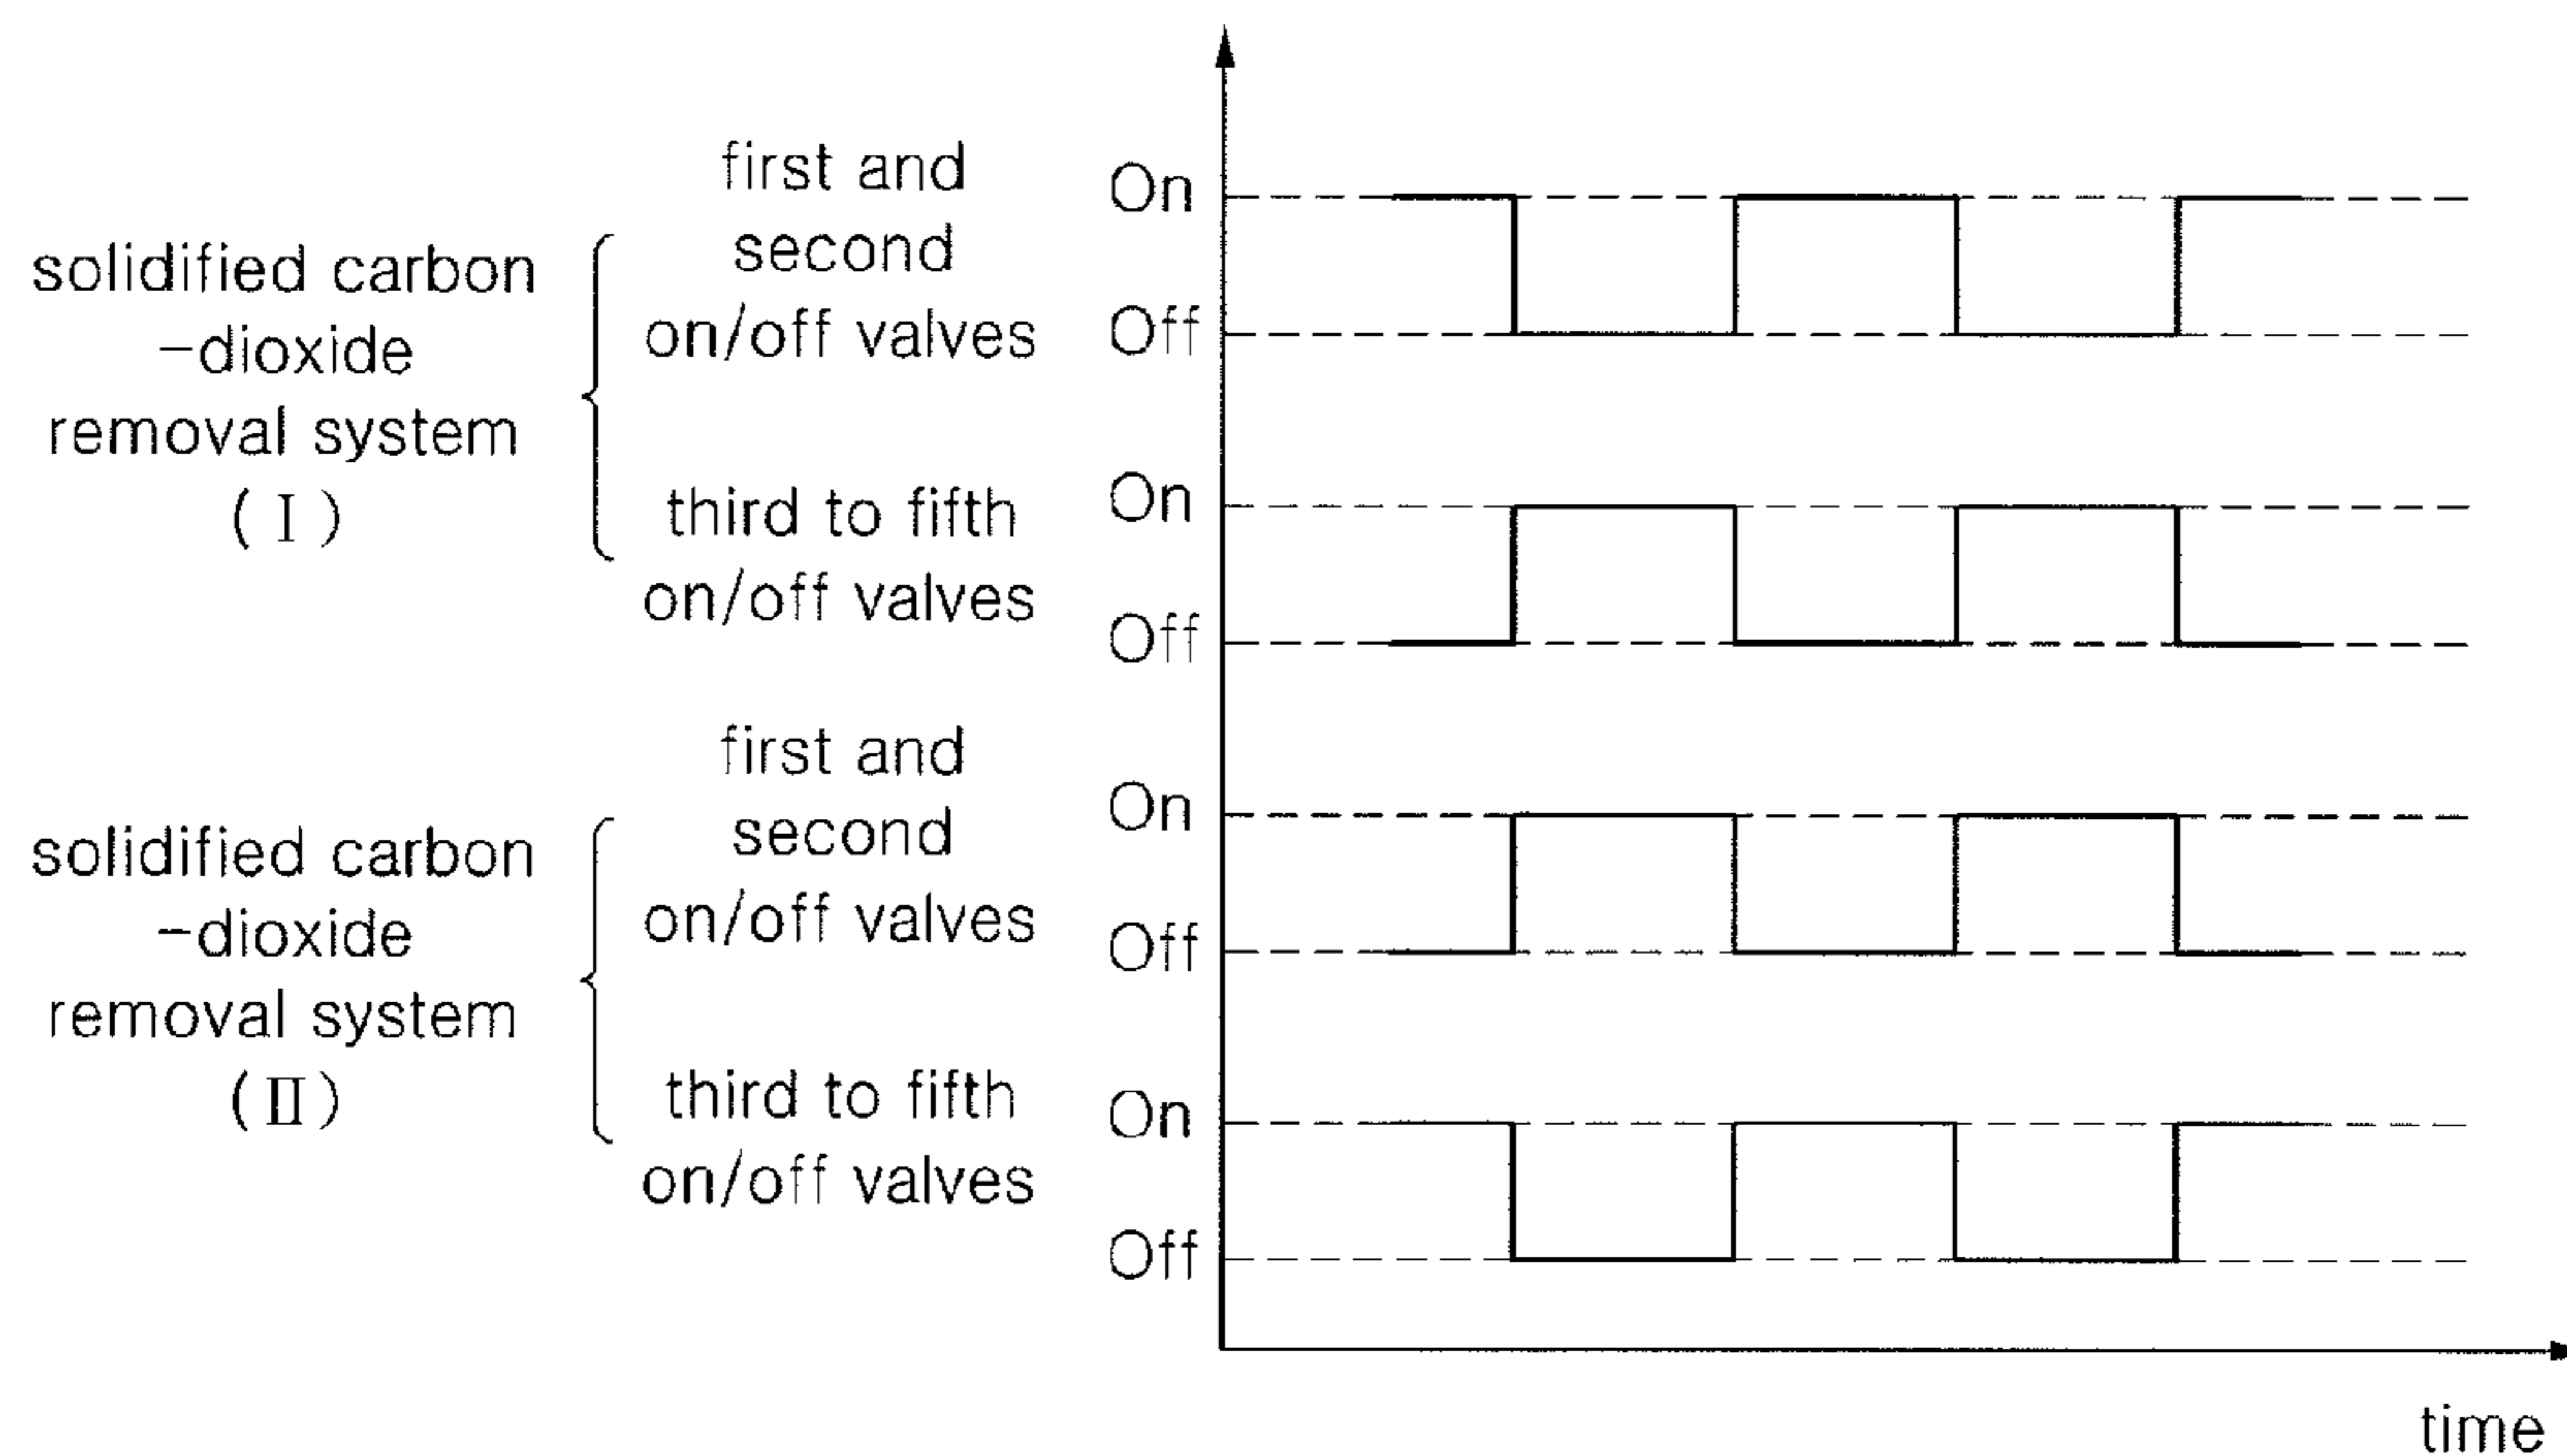 solidified carbon
-dioxide
removal system
( I )
first and
second
on/off valves
On
Off
third to fifth
on/off valves
On
Off
solidified carbon
-dioxide
removal system
( II )
first and
second
on/off valves
On
Off
third to fifth
on/off valves
On
Off
time